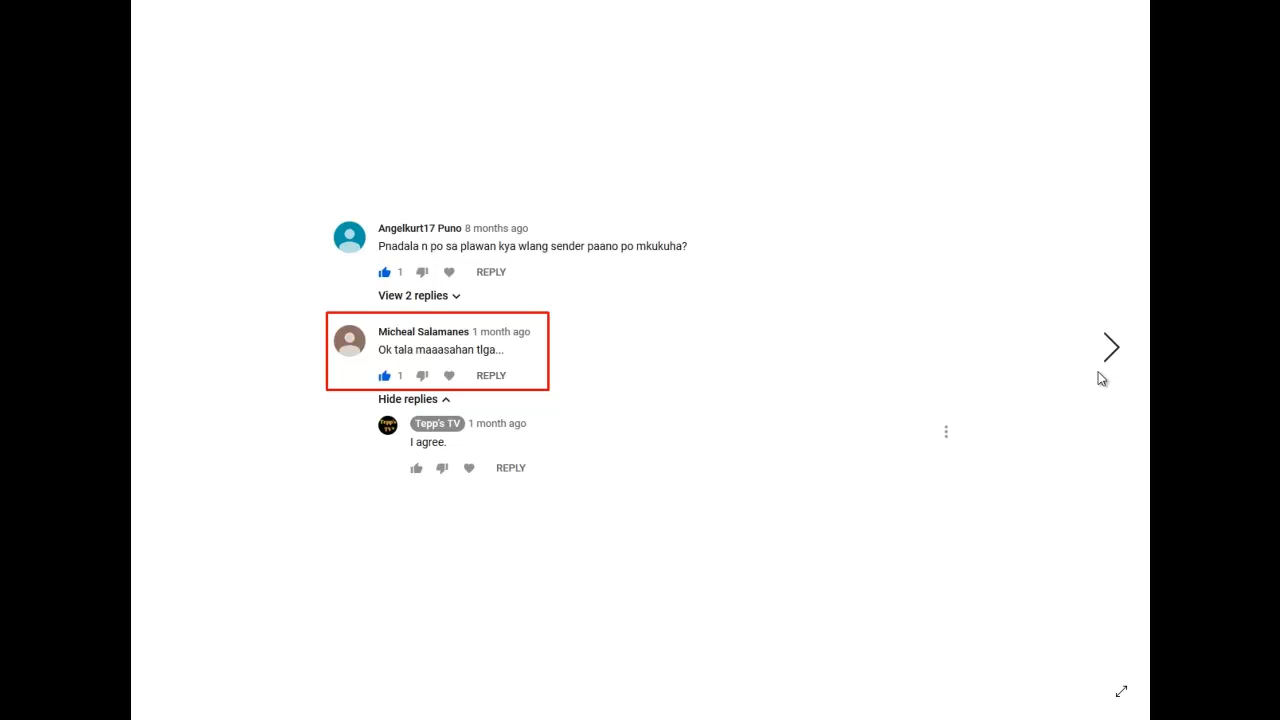 Angelkurt17 Puno 8 months ago
Pnadala n po sa plawan kya wlang sender paano po mkukuha?
1 REPLY
View 2 replies
Micheal Salamanes 1 month ago
Ok tala maaasahan tlga...
1 REPLY
Hide replies
Tepp's TV 1 month ago
I agree.
REPLY